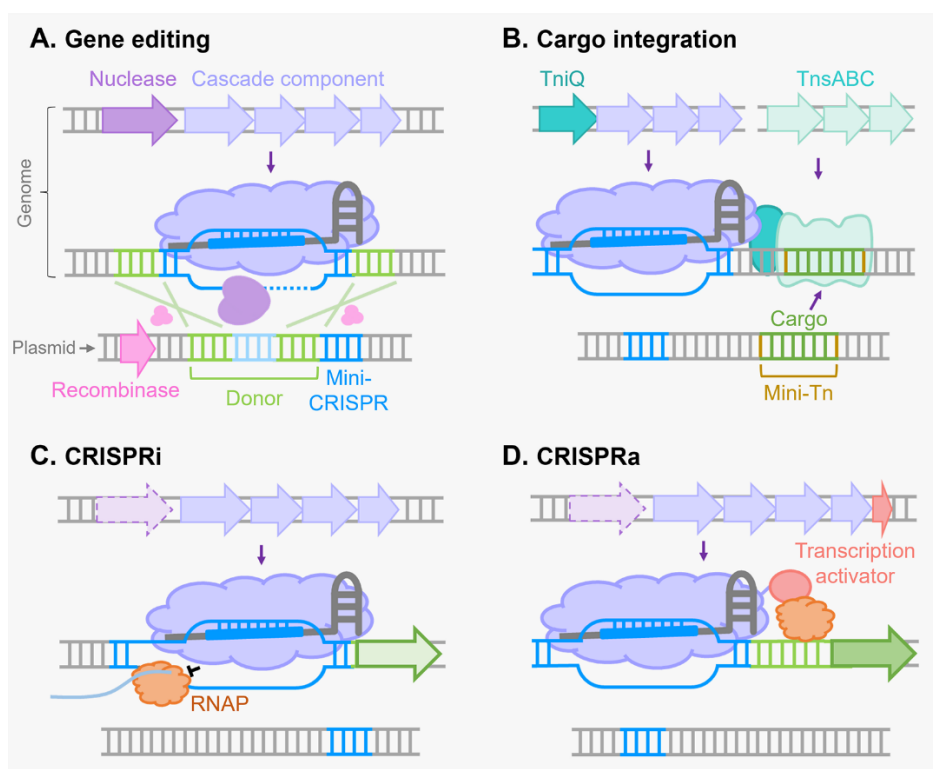 A. Gene editing
Nuclease
Cascade component
Genome
Plasmid
Recombinase
Donor
Mini-
CRISPR
B. Cargo integration
TniQ
TnsABC
Cargo
Mini-Tn
C. CRISPRi
RNAP
D. CRISPRa
Transcription
activator